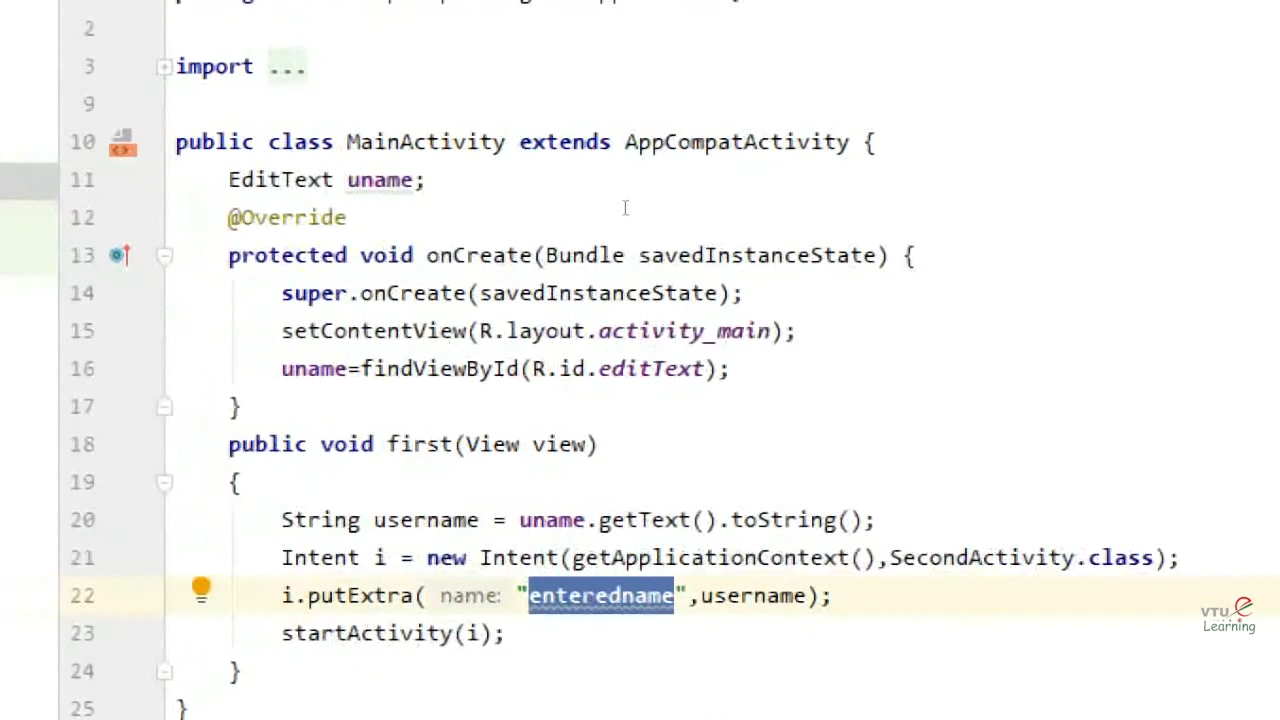 2
3 import ...
9
10 public class MainActivity extends AppCompatActivity {
11 EditText uname;
12 @Override
13 protected void onCreate(Bundle savedInstanceState) {
14 super.onCreate(savedInstanceState);
15 setContentView(R.layout.activity_main);
16 uname=findViewById(R.id.editText);
17 }
18 public void first(View view)
19 {
20 String username = uname.getText().toString();
21 Intent i = new Intent(getApplicationContext(),SecondActivity.class);
22 i.putExtra( name: "enteredname",username);
23 startActivity(i);
24 }
25 }
VTU e
Learning